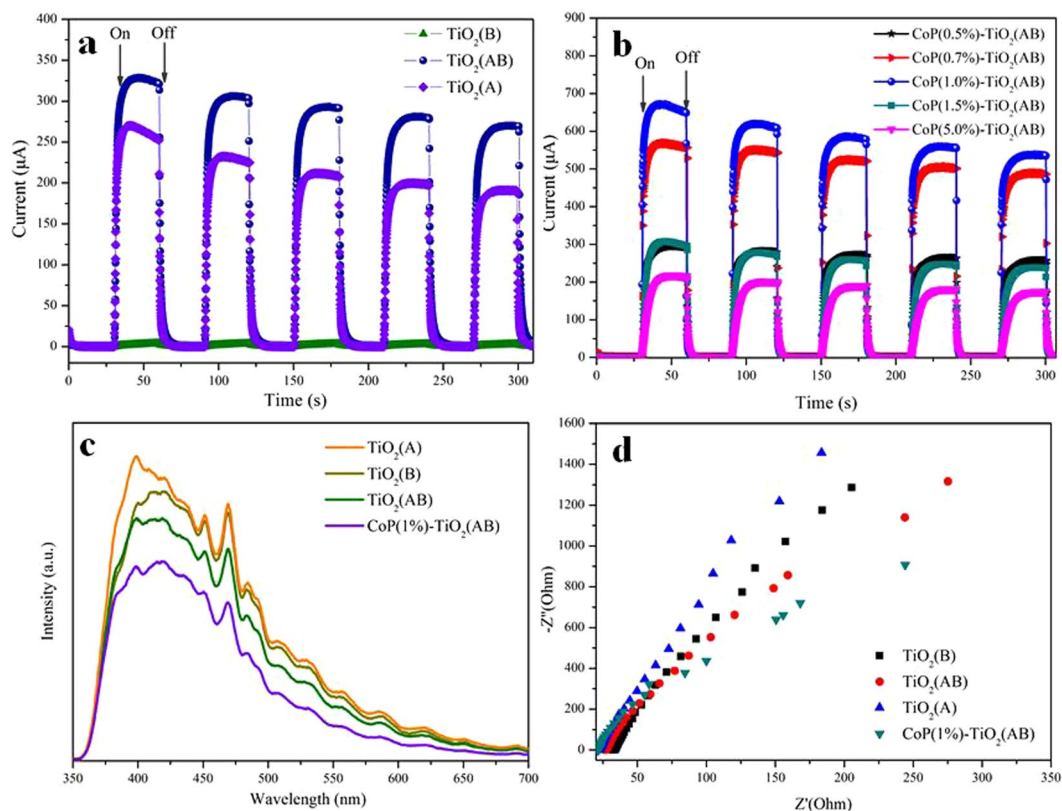 a
On
Off
TiO2(B)
TiO2(AB)
TiO2(A)
400
350
300
250
200
150
100
50
0
Current (μA)
0
50
100
150
200
250
300
Time (s)
b
On
Off
CoP(0.5%)-TiO2(AB)
CoP(0.7%)-TiO2(AB)
CoP(1.0%)-TiO2(AB)
CoP(1.5%)-TiO2(AB)
CoP(5.0%)-TiO2(AB)
900
800
700
600
500
400
300
200
100
0
Current (μA)
0
50
100
150
200
250
300
Time (s)
c
TiO2(A)
TiO2(B)
TiO2(AB)
CoP(1%)-TiO2(AB)
Intensity (a.u.)
350
400
450
500
550
600
650
700
Wavelength (nm)
d
1600
1400
1200
1000
800
600
400
200
0
-Z''(Ohm)
TiO2(B)
TiO2(AB)
TiO2(A)
CoP(1%)-TiO2(AB)
0
50
100
150
200
250
300
350
Z'(Ohm)